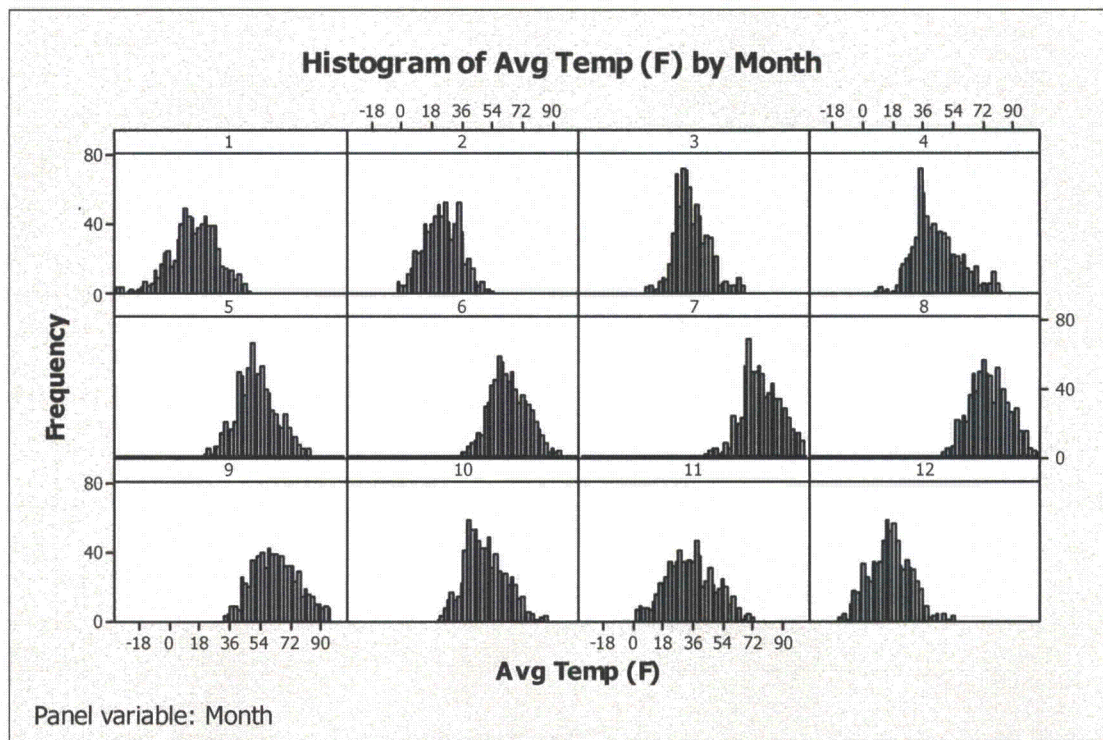 Histogram of Avg Temp (F) by Month
-18 0 18 36 54 72 90 -18 0 18 36 54 72 90
1 2 3 4
80
40
0
5 6 7 8
80
40
0
9 10 11 12
80
40
0
-18 0 18 36 54 72 90 -18 0 18 36 54 72 90
Frequency
Avg Temp (F)
Panel variable: Month